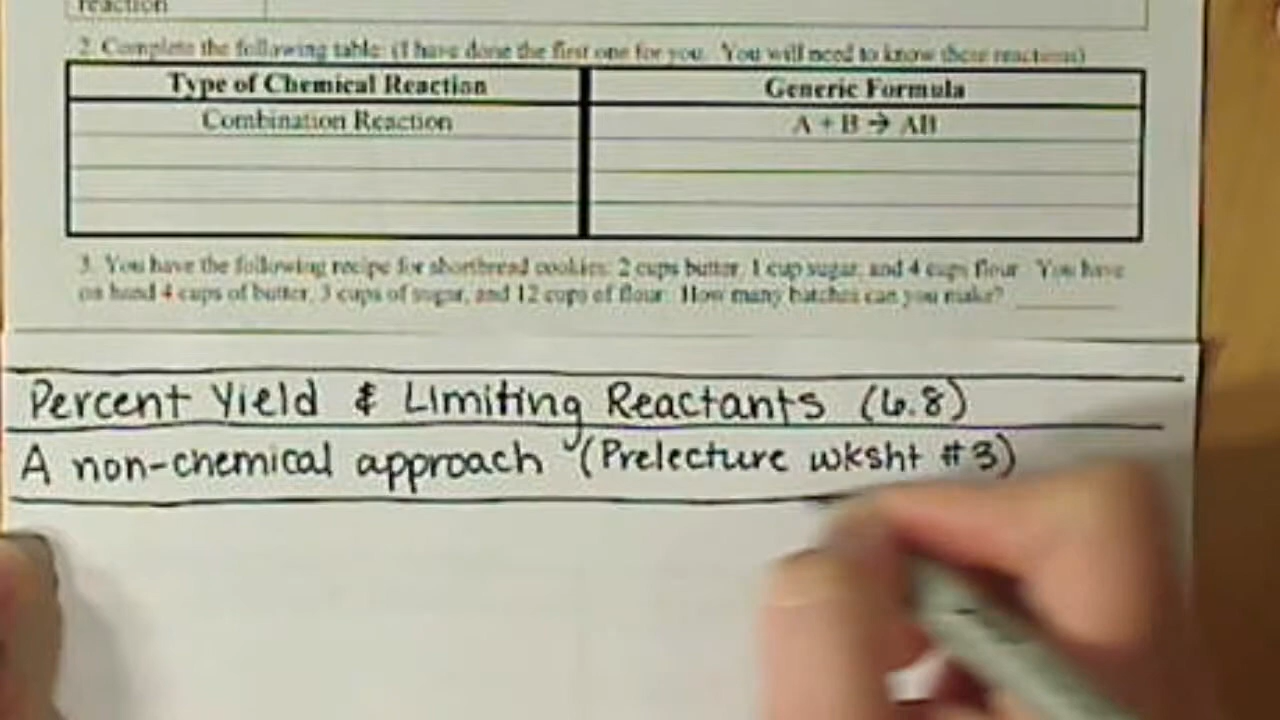 reaction
2. Complete the following table: (I have done the first one for you. You will need to know these reactions)
Type of Chemical Reaction
Generic Formula
Combination Reaction
A + B → AB
3. You have the following recipe for shortbread cookies: 2 cups butter, 1 cup sugar, and 4 cups flour. You have
on hand 4 cups of butter, 3 cups of sugar, and 12 cups of flour. How many batches can you make?
Percent Yield & Limiting Reactants (6.8)
A non-chemical approach (Prelecture wksht #3)